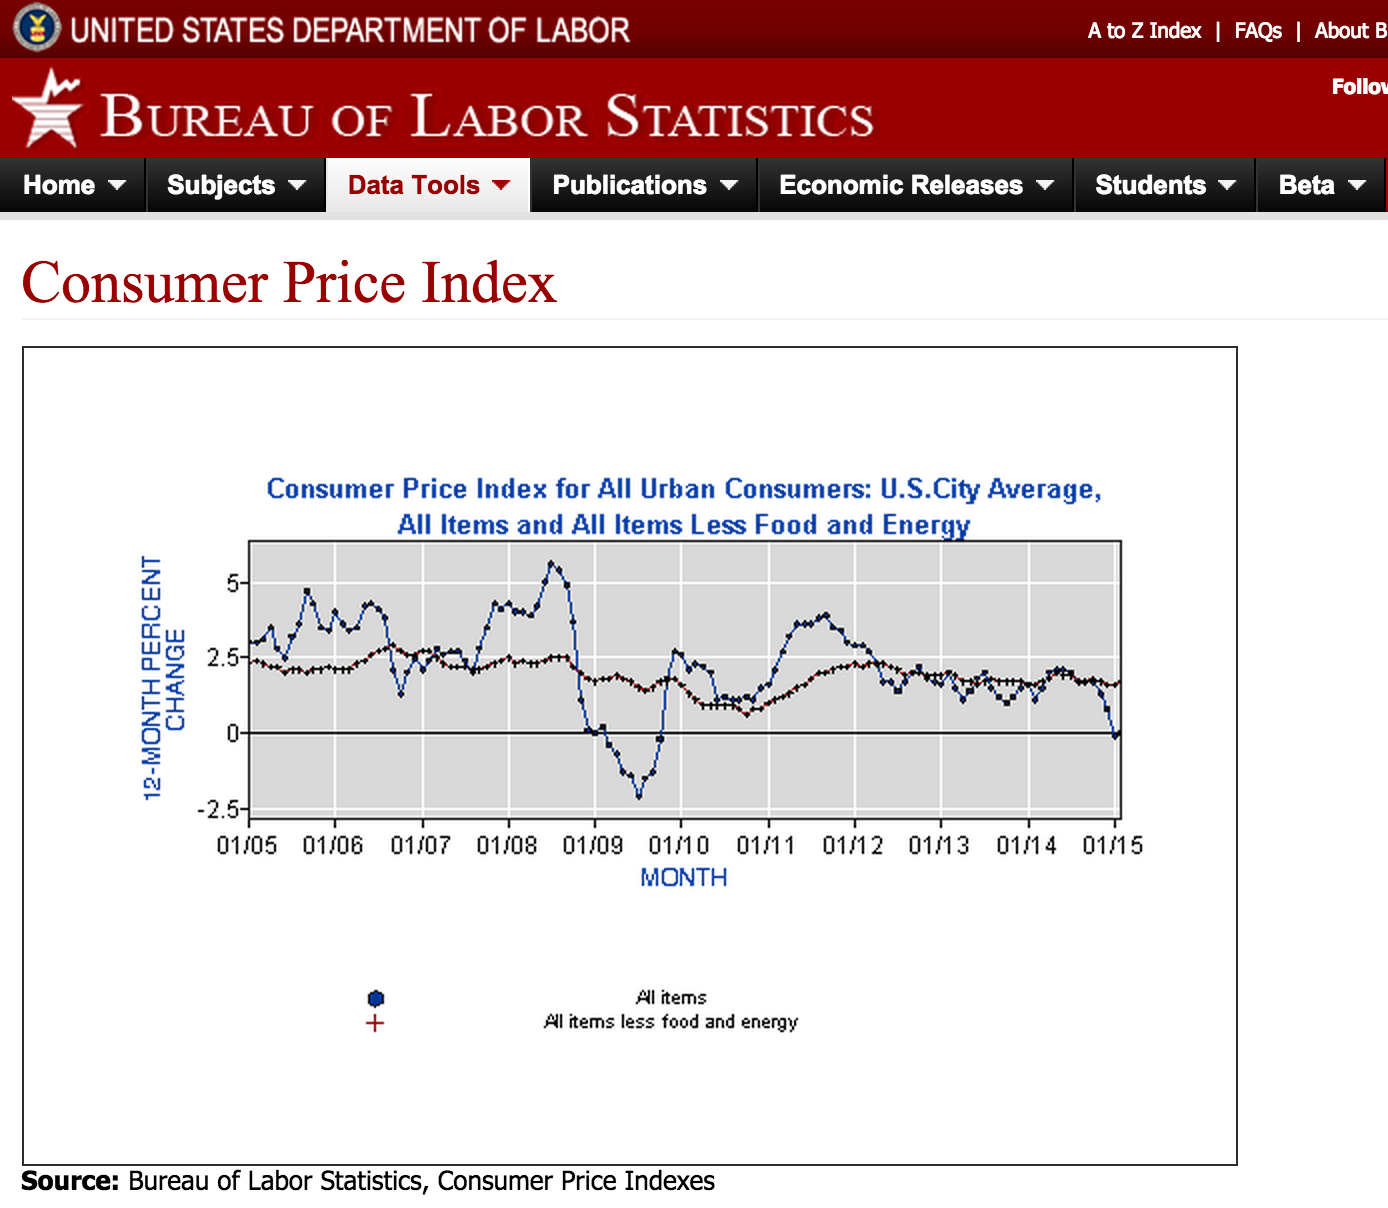 UNITED STATES DEPARTMENT OF LABOR
A to Z Index | FAQs | About B
Follow
BUREAU OF LABOR STATISTICS
Home Subjects Data Tools Publications Economic Releases Students Beta
Consumer Price Index
Consumer Price Index for All Urban Consumers: U.S.City Average,
All Items and All Items Less Food and Energy
12-MONTH PERCENT
CHANGE
5
2.5
0
-2.5
01/05 01/06 01/07 01/08 01/09 01/10 01/11 01/12 01/13 01/14 01/15
MONTH
All items
All items less food and energy
Source: Bureau of Labor Statistics, Consumer Price Indexes